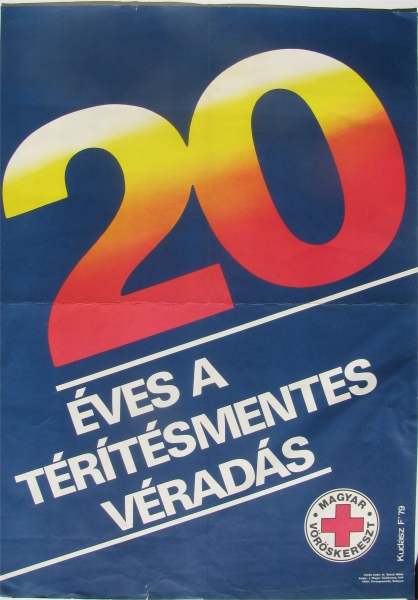 20
ÉVES A
TÉRÍTÉSMENTES
VÉRADÁS
MAGYAR
VÖRÖSKERESZT
Kudász F'79